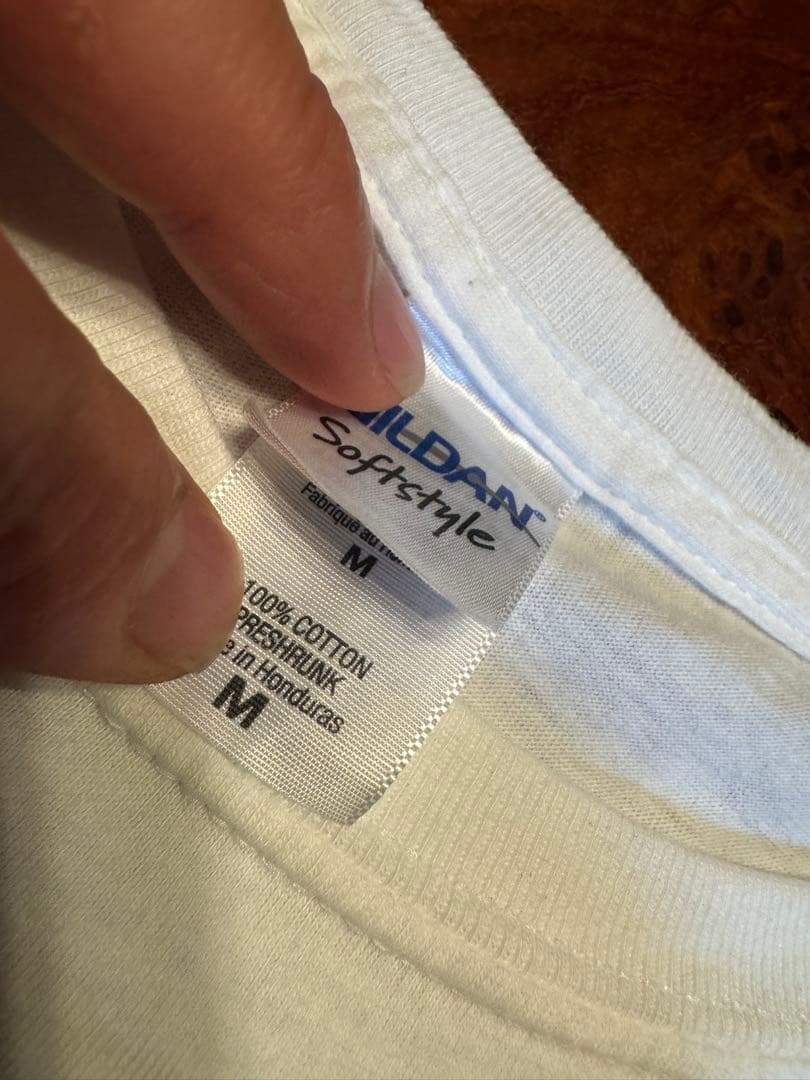 ILDAN
Softstyle
Fabrique au
M
100% COTTON
PRESHRUNK
e in Honduras
M